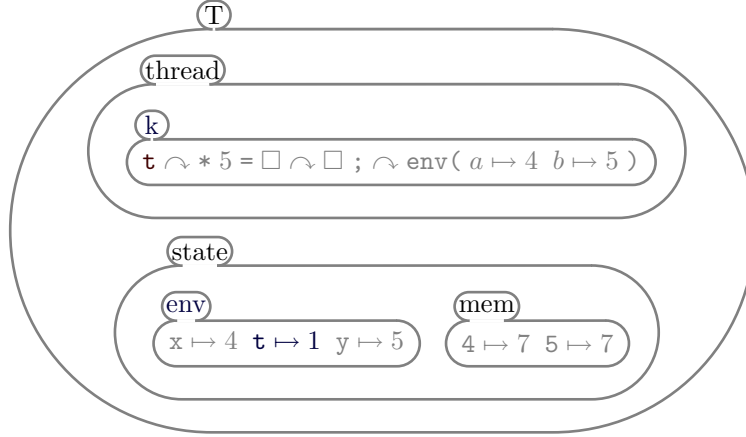 T
thread
k
t ↷ * 5 = □ ↷ □ ; ↷ env( a ↦ 4 b ↦ 5 )
state
env mem
x ↦ 4 t ↦ 1 y ↦ 5 4 ↦ 7 5 ↦ 7